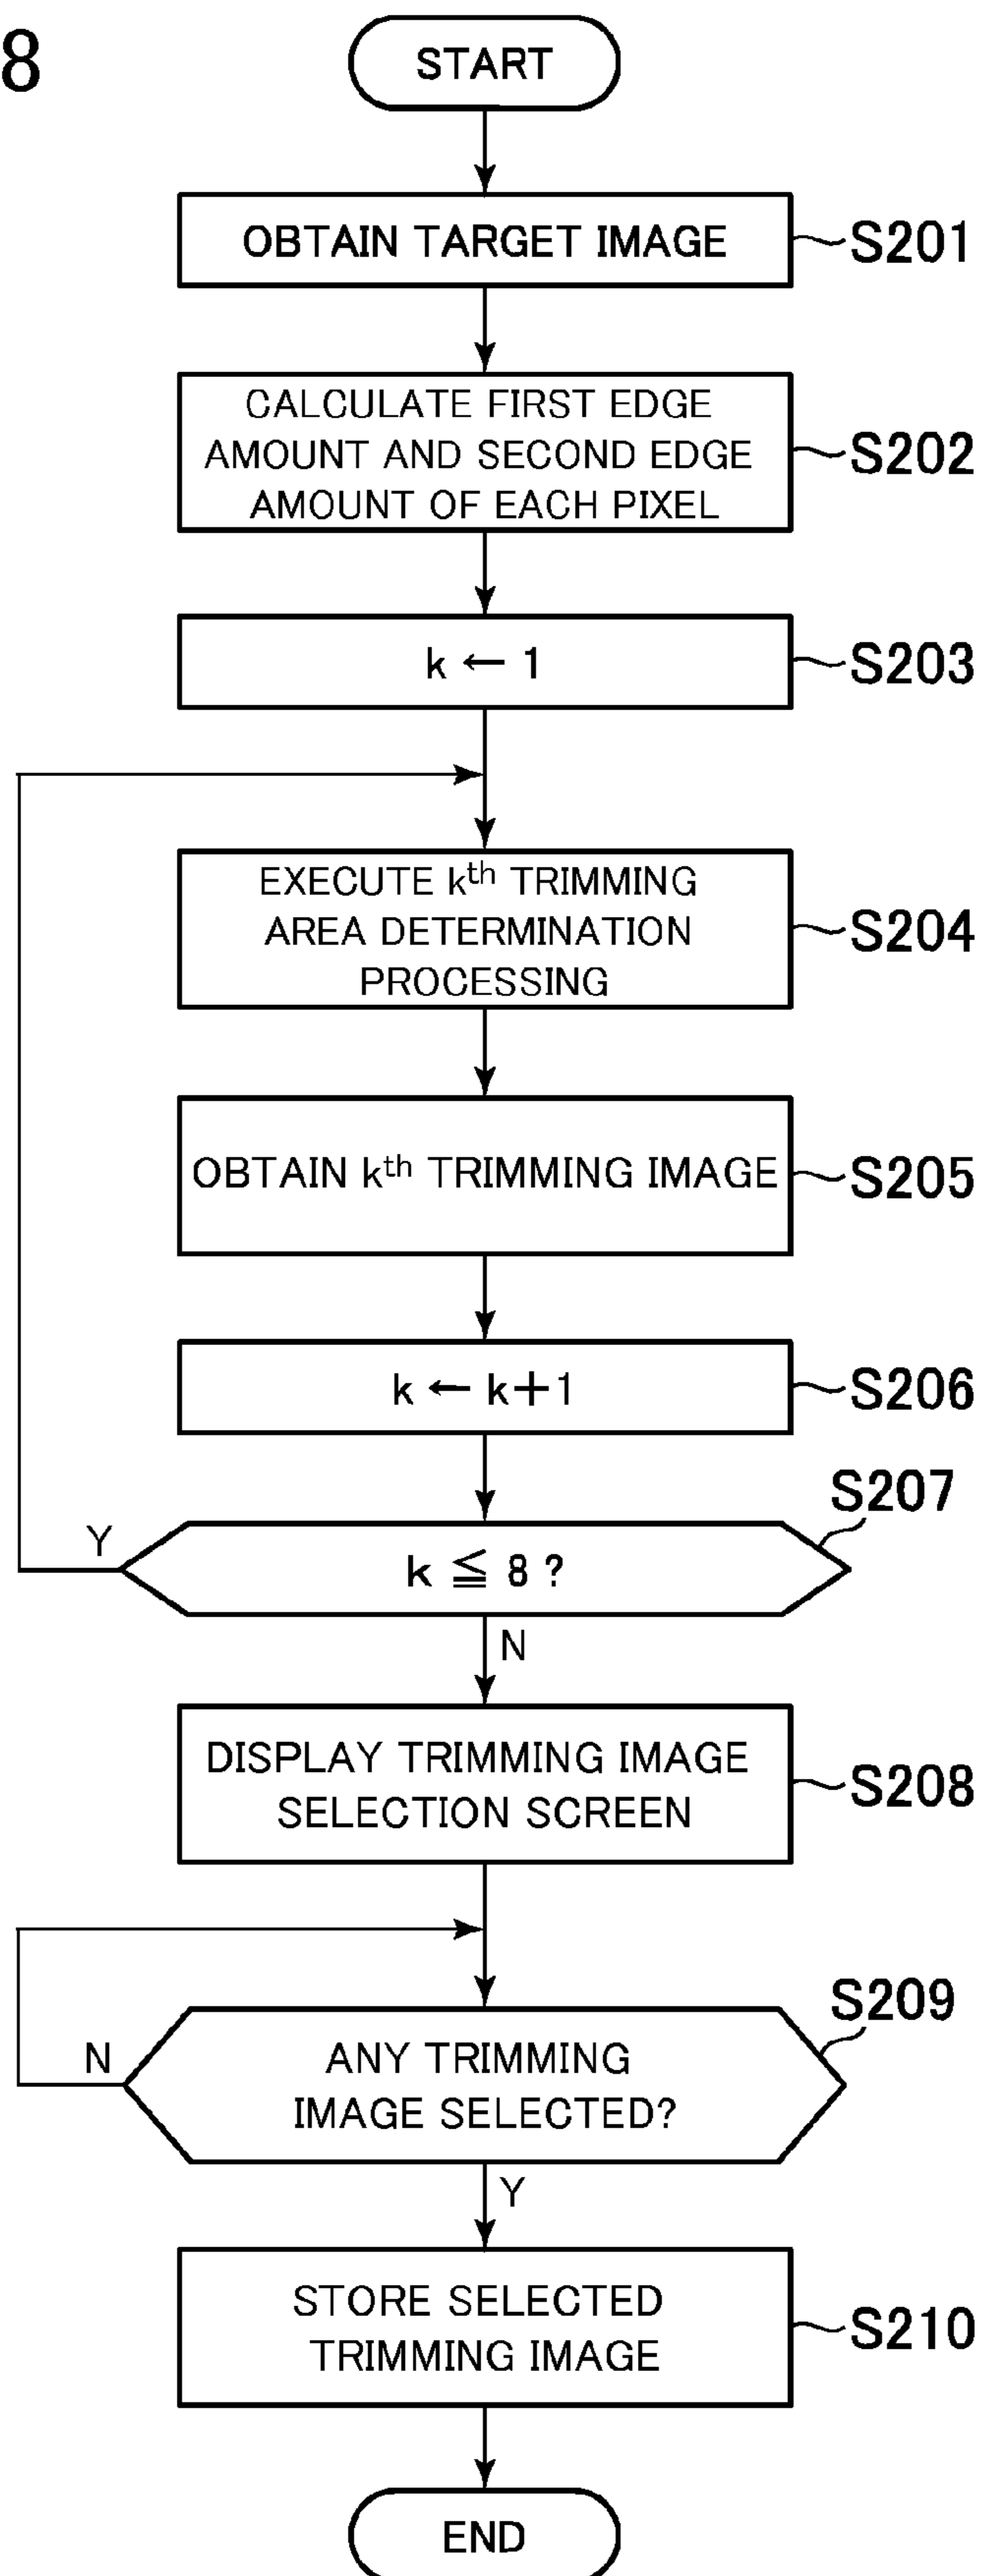 8
START
OBTAIN TARGET IMAGE
S201
CALCULATE FIRST EDGE
AMOUNT AND SECOND EDGE
AMOUNT OF EACH PIXEL
S202
k ← 1
S203
EXECUTE kth TRIMMING
AREA DETERMINATION
PROCESSING
S204
OBTAIN kth TRIMMING IMAGE
S205
k ← k+1
S206
S207
Y
k ≦ 8 ?
N
DISPLAY TRIMMING IMAGE
SELECTION SCREEN
S208
S209
N
ANY TRIMMING
IMAGE SELECTED?
Y
STORE SELECTED
TRIMMING IMAGE
S210
END